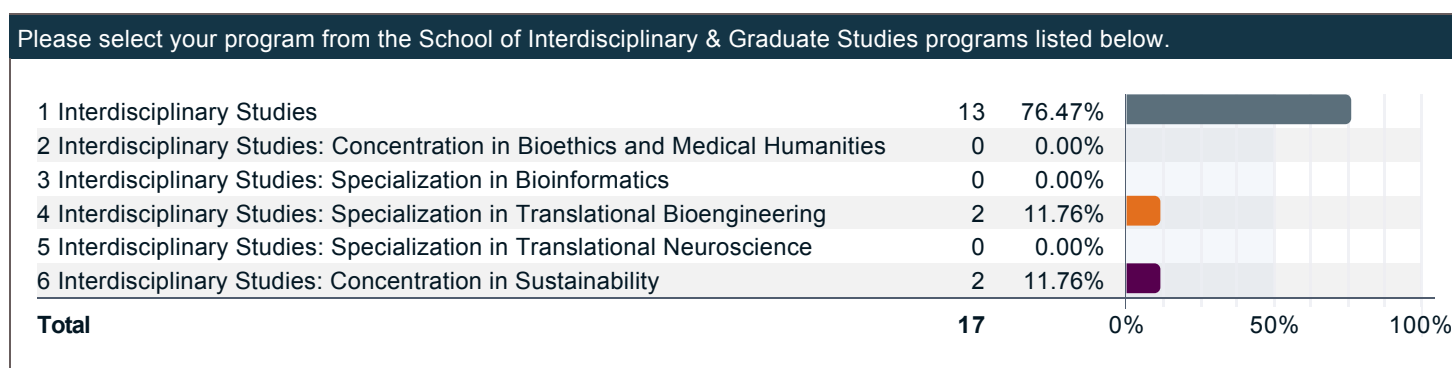 Please select your program from the School of Interdisciplinary & Graduate Studies programs listed below.
1 Interdisciplinary Studies 13 76.47%
2 Interdisciplinary Studies: Concentration in Bioethics and Medical Humanities 0 0.00%
3 Interdisciplinary Studies: Specialization in Bioinformatics 0 0.00%
4 Interdisciplinary Studies: Specialization in Translational Bioengineering 2 11.76%
5 Interdisciplinary Studies: Specialization in Translational Neuroscience 0 0.00%
6 Interdisciplinary Studies: Concentration in Sustainability 2 11.76%
Total 17 0% 50% 100%